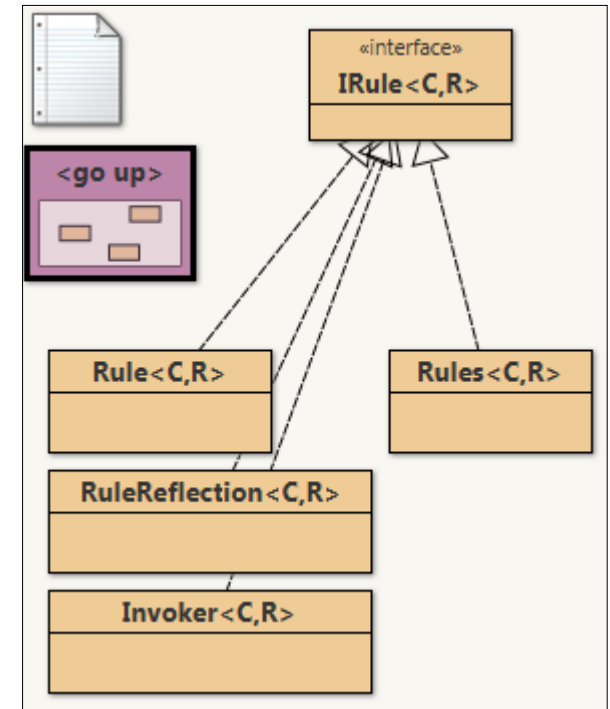 «interface»
IRule<C,R>
<go up>
Rule<C,R>
Rules<C,R>
RuleReflection<C,R>
Invoker<C,R>